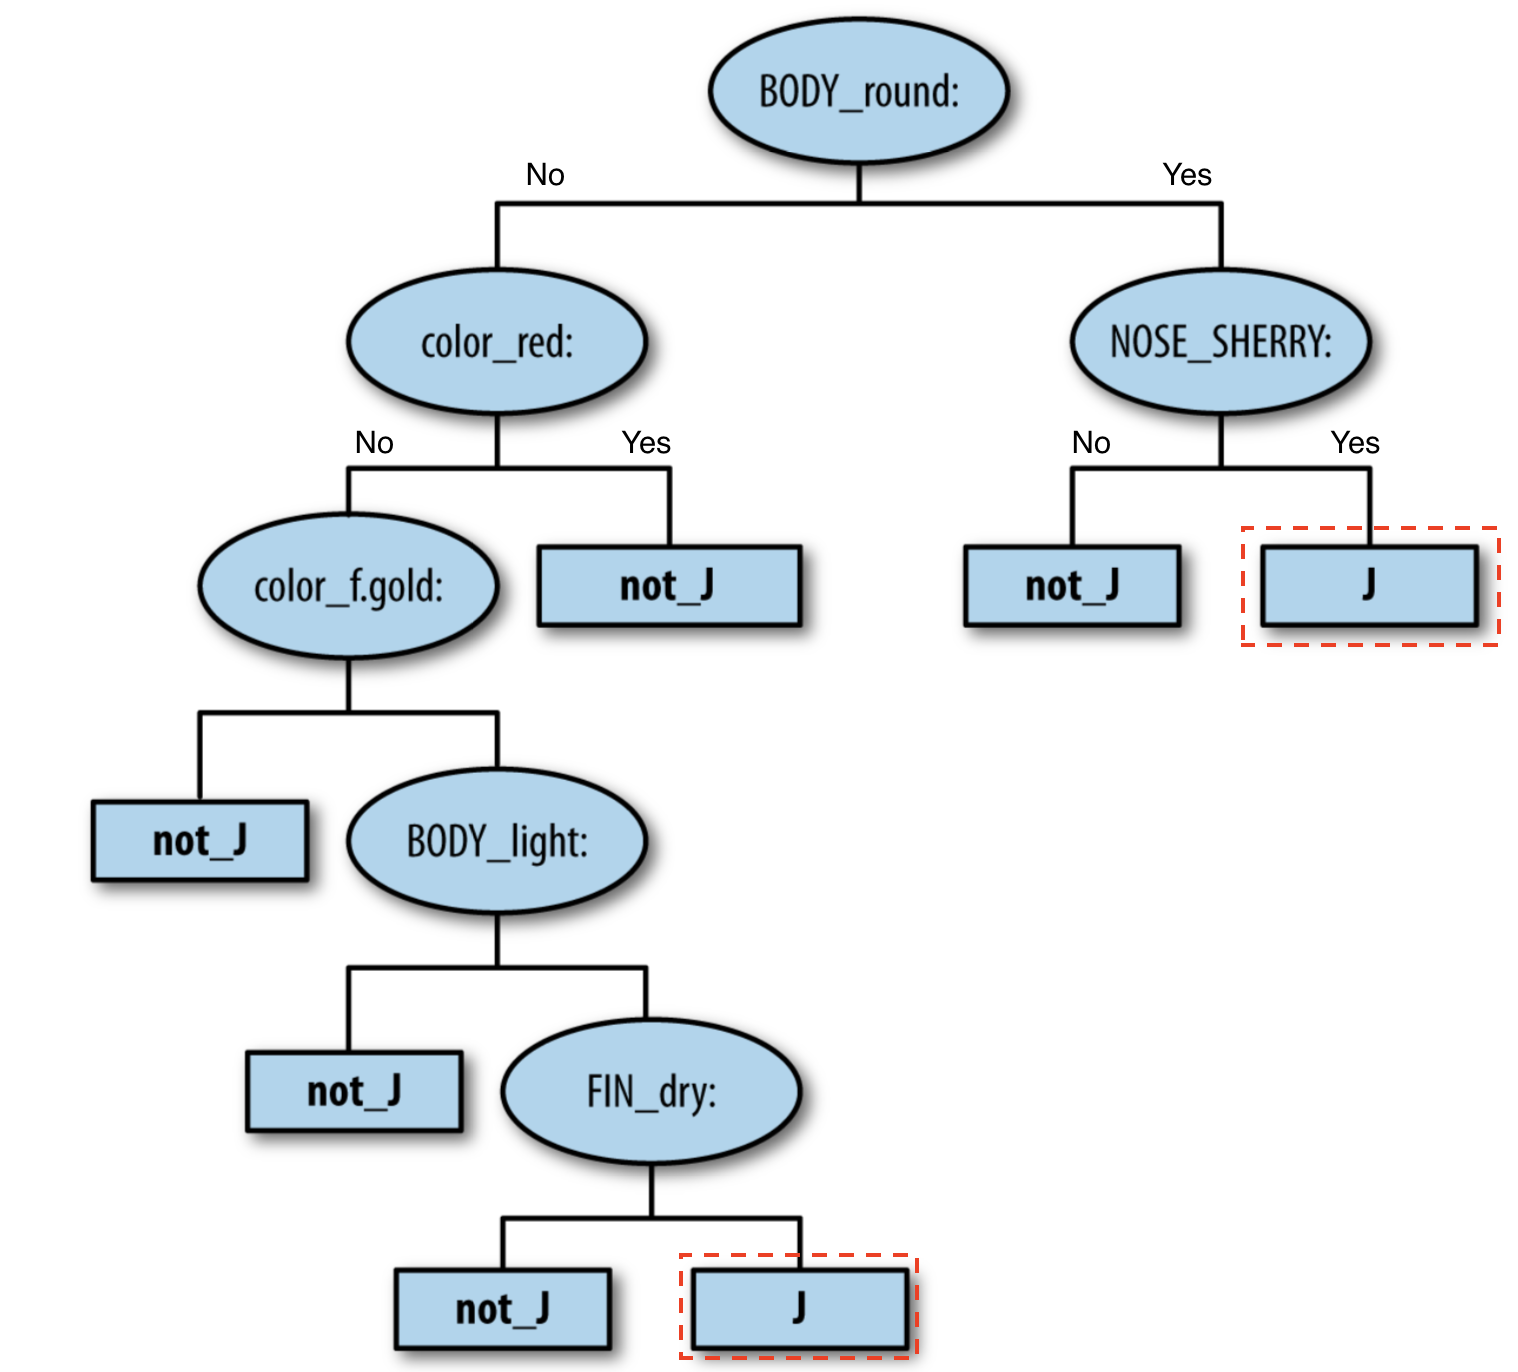 BODY_round:
No
Yes
color_red:
NOSE_SHERRY:
No
Yes
No
Yes
color_f.gold:
not_J
not_J
J
not_J
BODY_light:
not_J
FIN_dry:
not_J
J